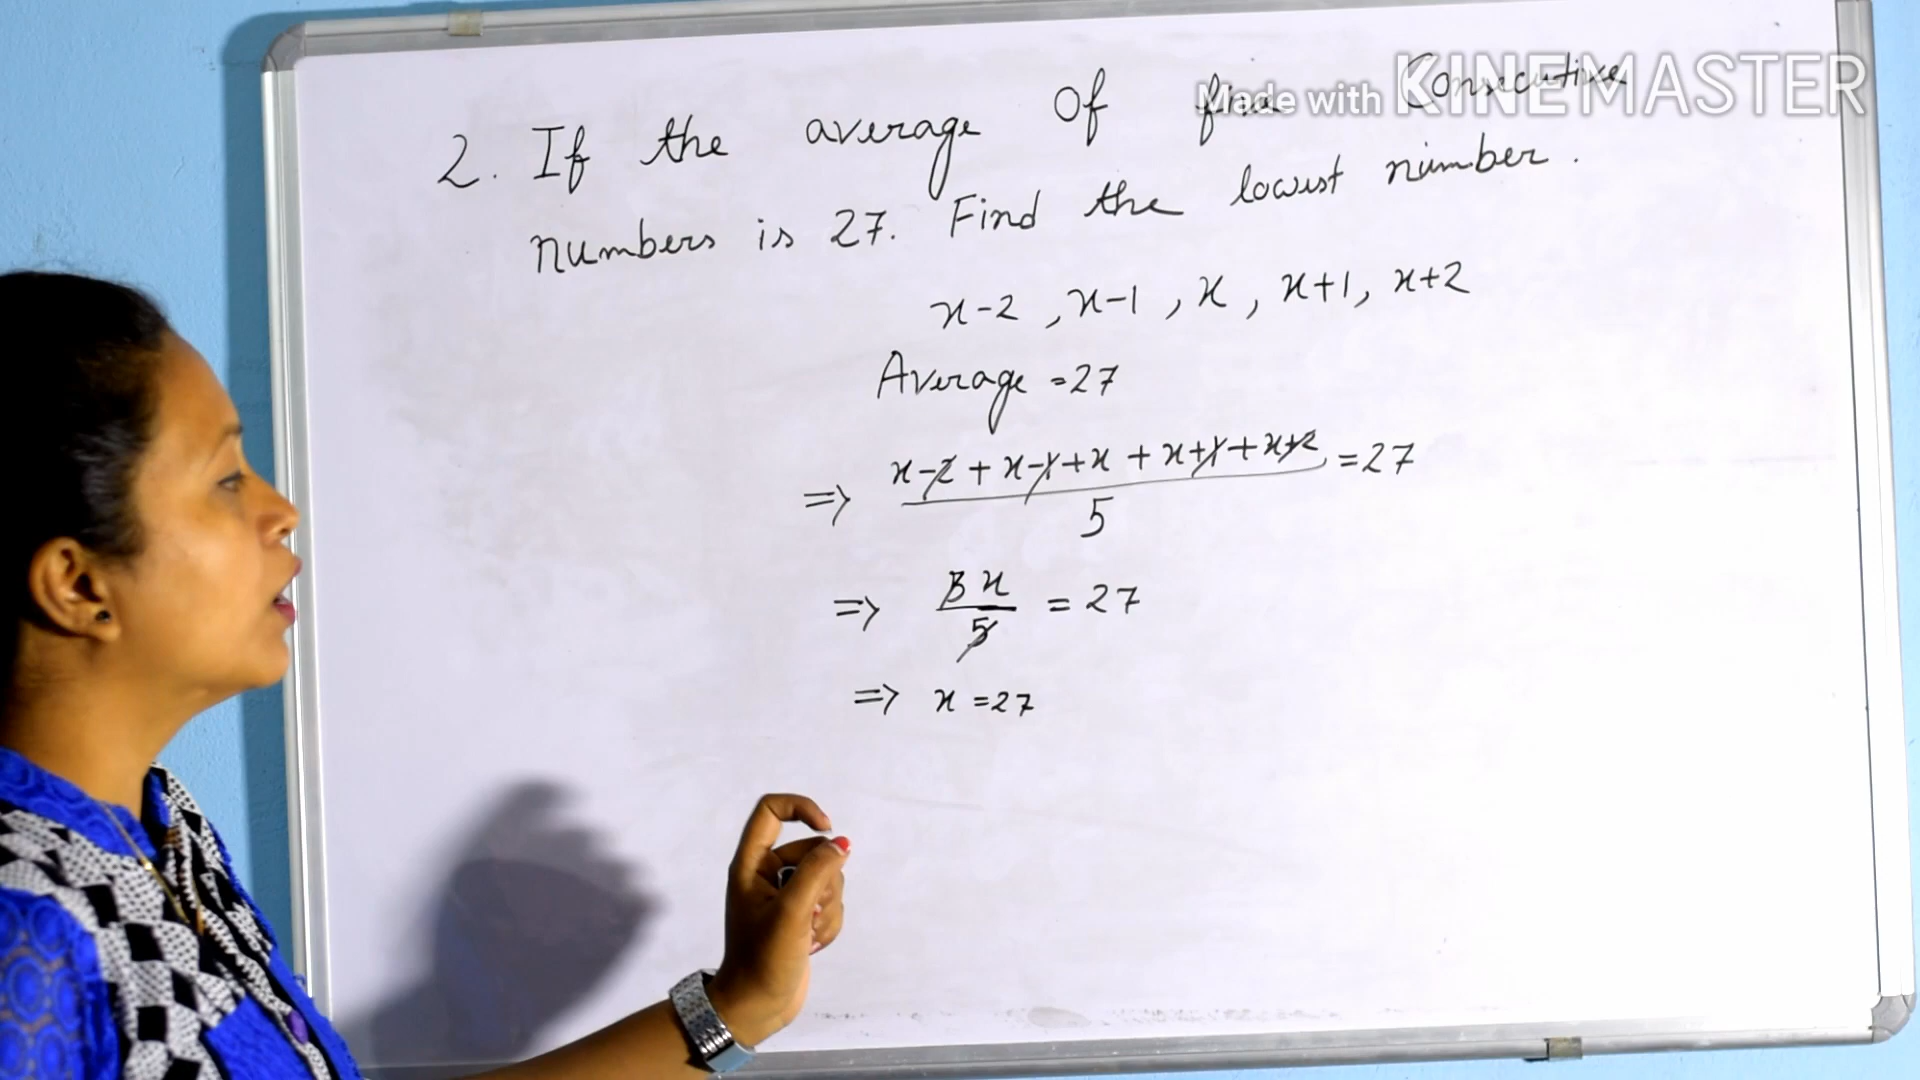 Made with KINEMASTER
2. If the average of five Consecutive
numbers is 27. Find the lowest number.
x-2, x-1, x, x+1, x+2
Average = 27
=> x-2 + x-1 + x + x+1 + x+2 / 5 = 27
=> 5x / 5 = 27
=> x = 27